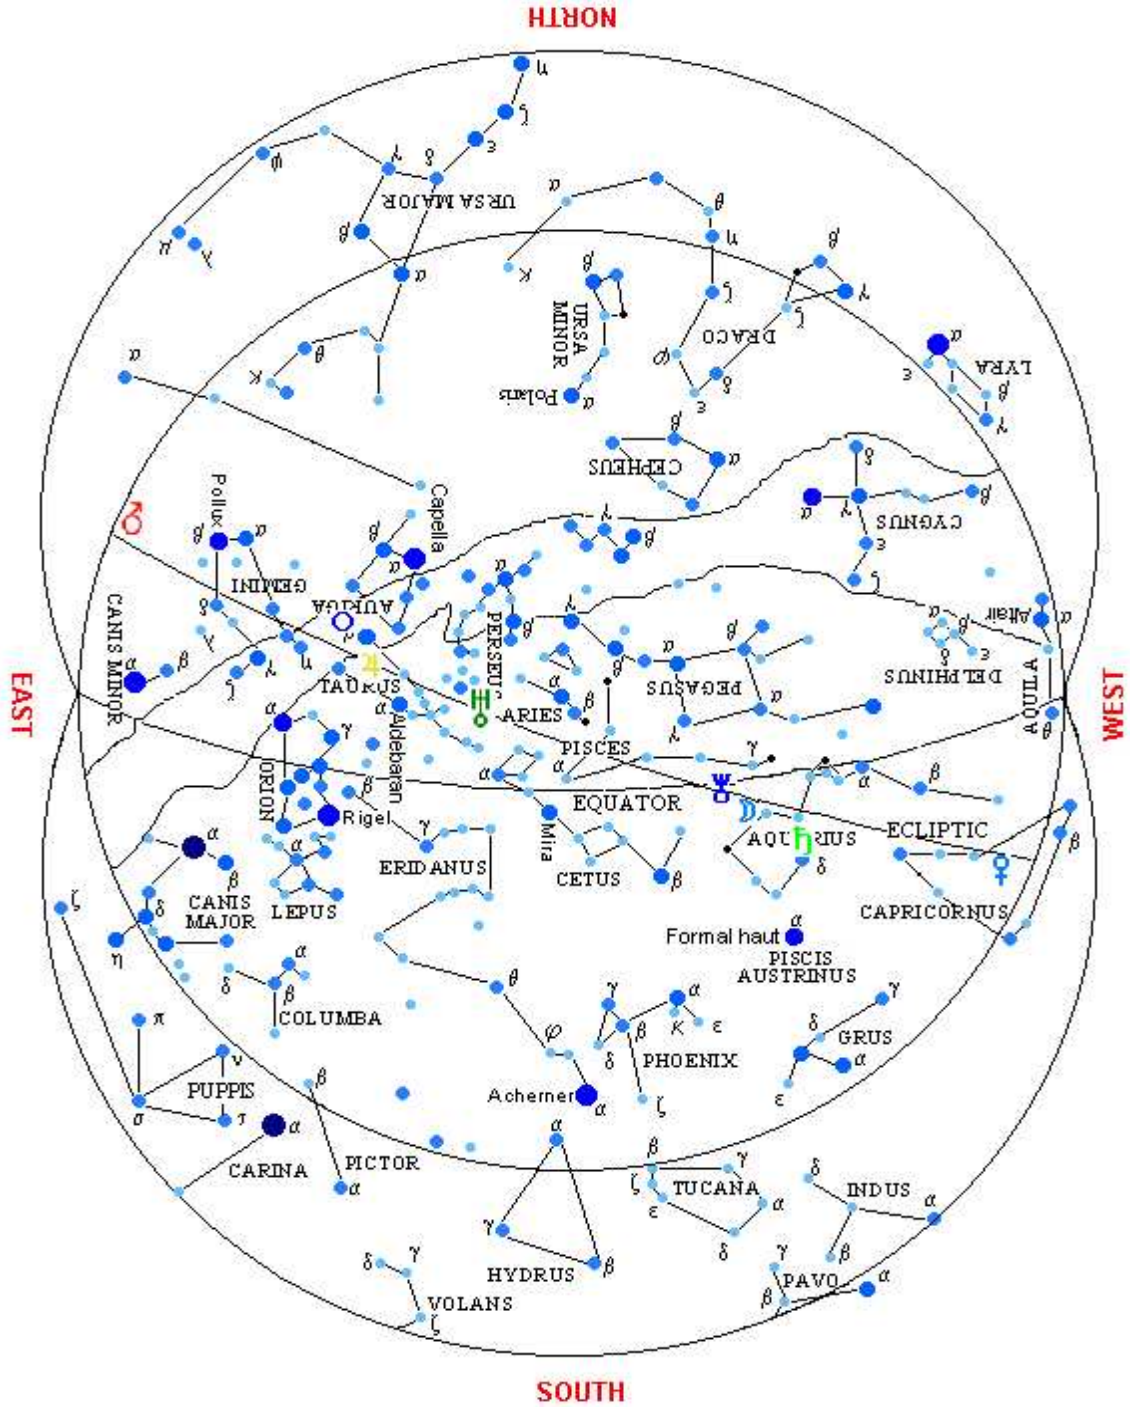 NORTH
η
ζ
ε
ψ
γ
δ
URSA MAJOR
α
θ
β
η
κ
μ
λ
α
β
β
γ
URSA
MINOR
ζ
ζ
DRACO
α
LYRA
θ
φ
ε
α
κ
δ
β
Polaris
α
ε
γ
β
α
CEPHEUS
δ
Pollux
Capella
γ
β
α
γ
β
CYGNUS
♂
β
α
α
α
ε
GEMINI
ζ
δ
AURIGA
γ
β
α
Altair
α
CANIS MINOR
λ
PERSEUS
β
β
β
δ
ε
α
β
η
♃
γ
ζ
TAURUS
PEGASUS
DELPHINUS
EAST
WEST
α
α
Aldebaran
♅
α
ARIES
β
γ
AQUILA
θ
γ
PISCES
γ
ORION
α
α
α
♆
β
β
EQUATOR
☽
Rigel
γ
Mira
AQUARIUS
♄
ECLIPTIC
β
α
α
ERIDANUS
CETUS
β
δ
♀
β
CANIS
MAJOR
LEPUS
CAPRICORNUS
ζ
δ
α
Formal haut
η
α
PISCIS
AUSTRINUS
δ
β
θ
COLUMBA
γ
α
γ
π
β
κ
ε
δ
GRUS
φ
δ
PHOENIX
ν
α
PUPPIS
β
Acherner
α
ζ
ε
σ
τ
α
α
CARINA
PICTOR
β
γ
δ
α
ζ
TUCANA
INDUS
ε
α
α
γ
δ
β
δ
γ
HYDRUS
β
γ
PAVO
α
VOLANS
β
ζ
SOUTH